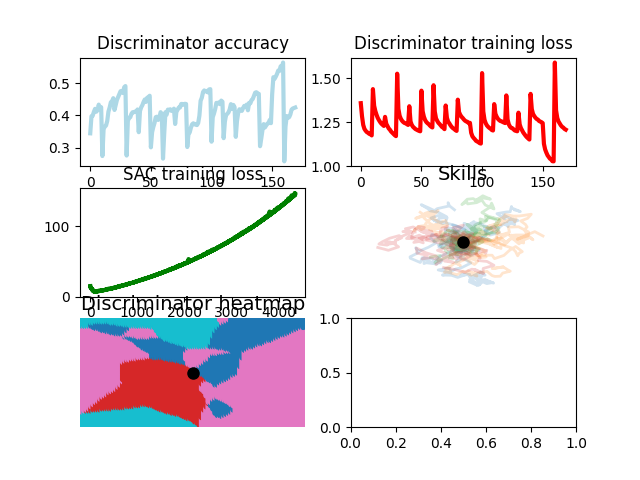 Discriminator accuracy
0.5
0.4
0.3
0 50 100 150
Discriminator training loss
1.50
1.25
1.00
0 50 100 150
SAC training loss
100
0
0 1000 2000 3000 4000
Skills
Discriminator heatmap
1.0
0.5
0.0
0.0 0.2 0.4 0.6 0.8 1.0